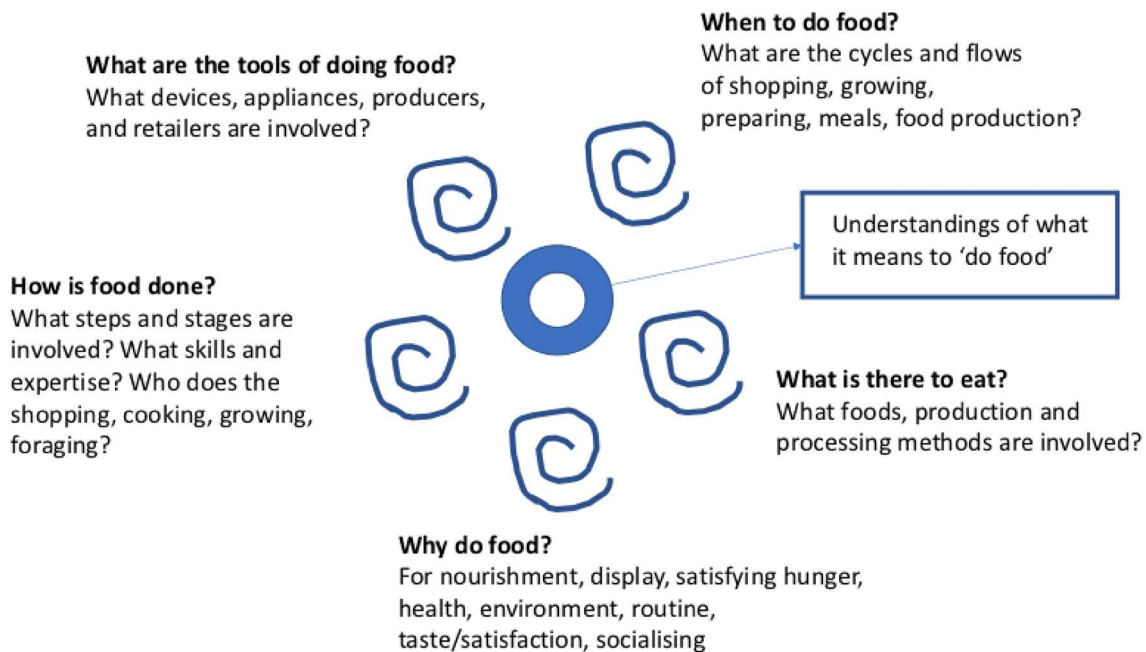 What are the tools of doing food?
What devices, appliances, producers,
and retailers are involved?
When to do food?
What are the cycles and flows
of shopping, growing,
preparing, meals, food production?
Understandings of what
it means to ‘do food’
How is food done?
What steps and stages are
involved? What skills and
expertise? Who does the
shopping, cooking, growing,
foraging?
What is there to eat?
What foods, production and
processing methods are involved?
Why do food?
For nourishment, display, satisfying hunger,
health, environment, routine,
taste/satisfaction, socialising